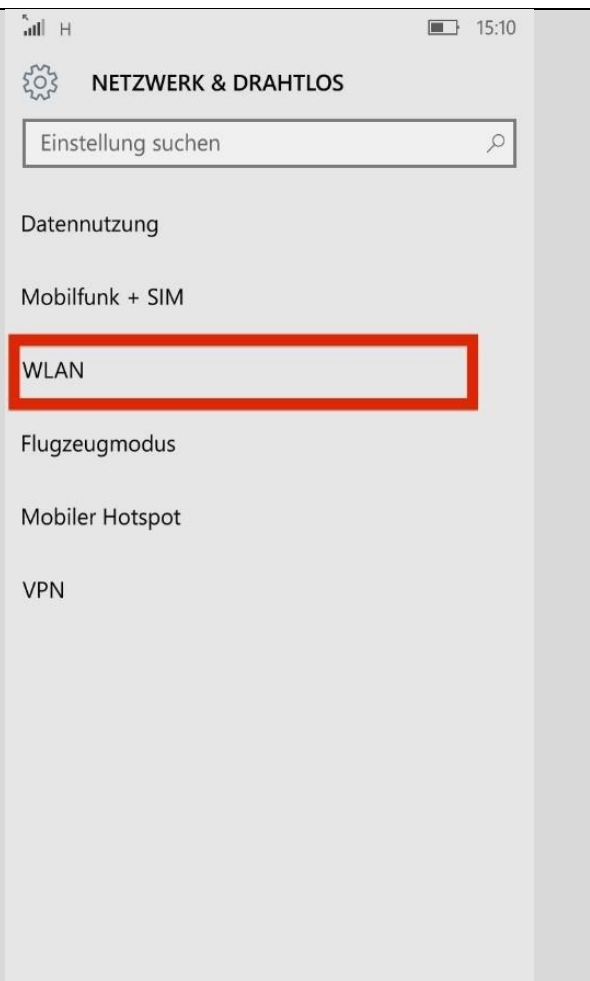 H 15:10
NETZWERK & DRAHTLOS
Einstellung suchen
Datennutzung
Mobilfunk + SIM
WLAN
Flugzeugmodus
Mobiler Hotspot
VPN